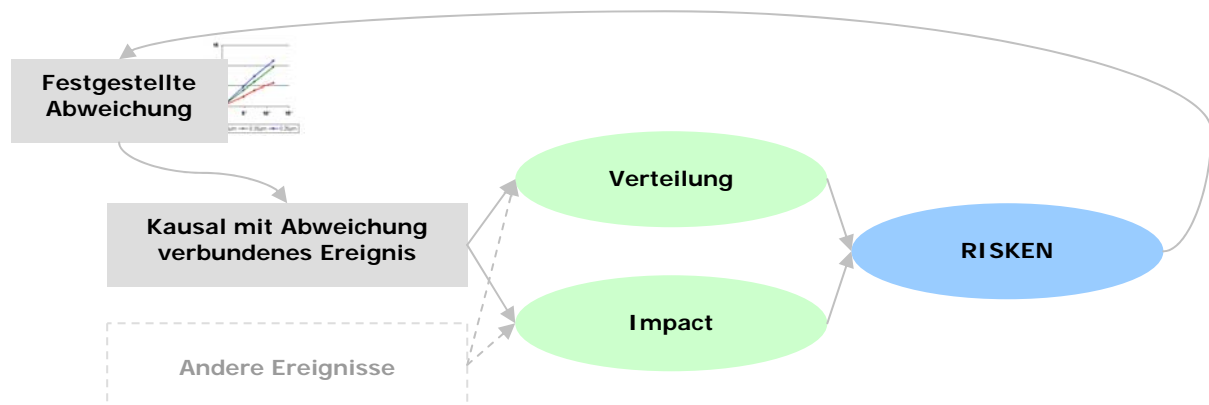 Festgestellte
Abweichung
Kausal mit Abweichung
verbundenes Ereignis
Andere Ereignisse
Verteilung
Impact
RISKEN